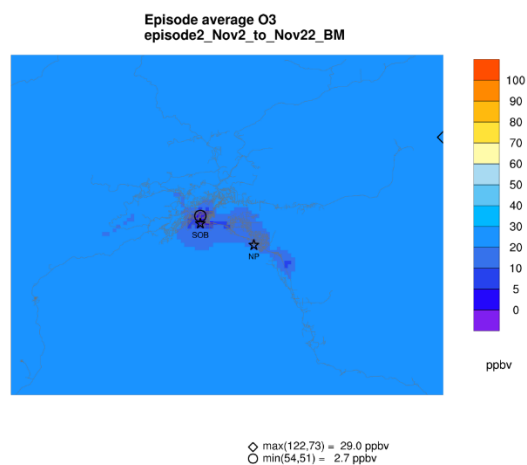 Episode average O3
episode2_Nov2_to_Nov22_BM
100
90
80
70
60
50
40
30
20
10
5
0
SOB
NP
ppbv
max(122,73) = 29.0 ppbv
min(54,51) = 2.7 ppbv